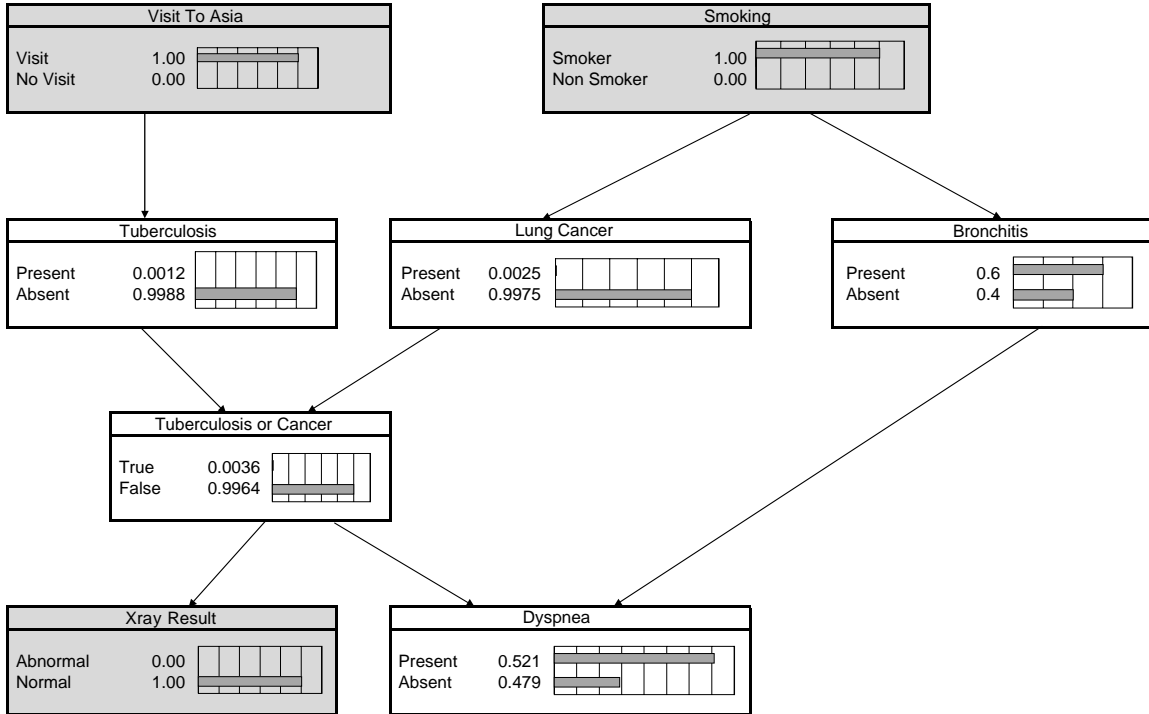 Visit To Asia
Visit 1.00
No Visit 0.00
Smoking
Smoker 1.00
Non Smoker 0.00
Tuberculosis
Present 0.0012
Absent 0.9988
Lung Cancer
Present 0.0025
Absent 0.9975
Bronchitis
Present 0.6
Absent 0.4
Tuberculosis or Cancer
True 0.0036
False 0.9964
Xray Result
Abnormal 0.00
Normal 1.00
Dyspnea
Present 0.521
Absent 0.479